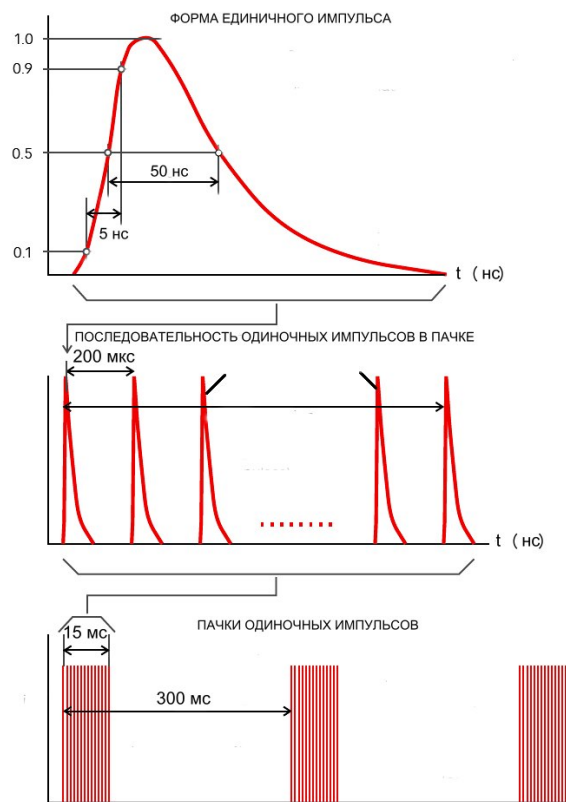 ФОРМА ЕДИНИЧНОГО ИМПУЛЬСА
1.0
0.9
0.5
50 нс
5 нс
0.1
t ( нс)
ПОСЛЕДОВАТЕЛЬНОСТЬ ОДИНОЧНЫХ ИМПУЛЬСОВ В ПАЧКЕ
200 мкс
t ( нс)
ПАЧКИ ОДИНОЧНЫХ ИМПУЛЬСОВ
15 мс
300 мс